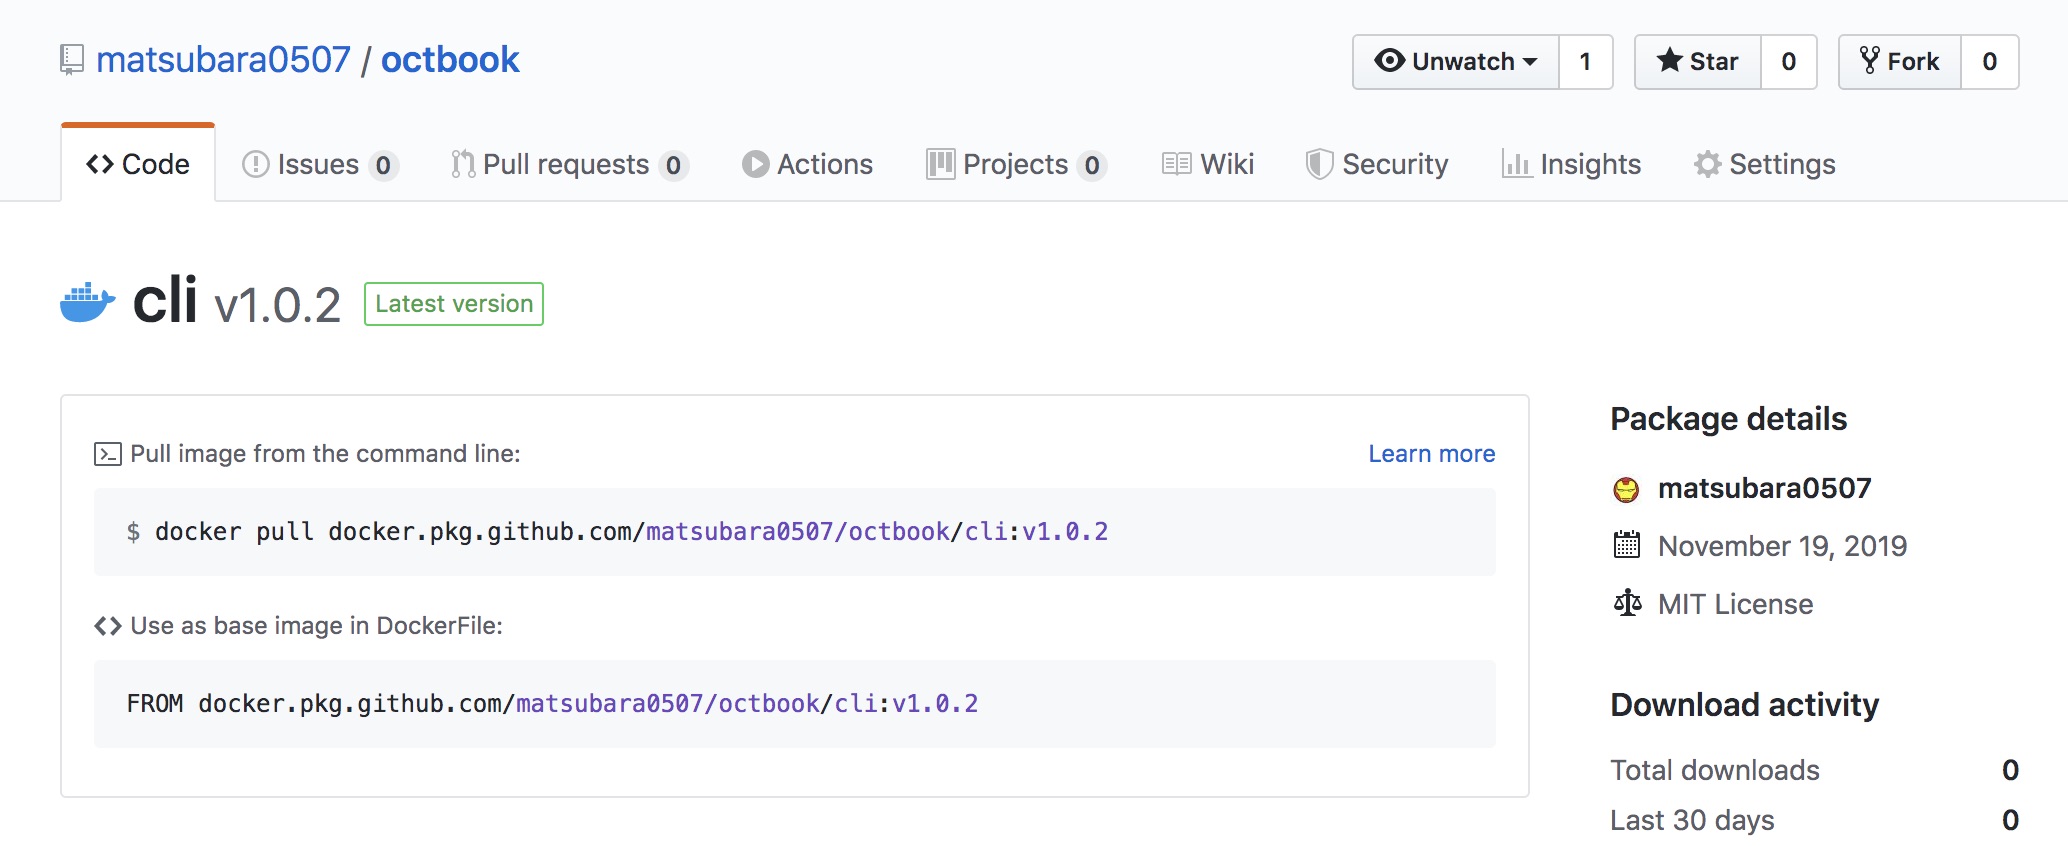 matsubara0507 / octbook
Unwatch 1 Star 0 Fork 0
Code Issues 0 Pull requests 0 Actions Projects 0 Wiki Security Insights Settings
cli v1.0.2 Latest version
Pull image from the command line: Learn more
$ docker pull docker.pkg.github.com/matsubara0507/octbook/cli:v1.0.2
Use as base image in DockerFile:
FROM docker.pkg.github.com/matsubara0507/octbook/cli:v1.0.2
Package details
matsubara0507
November 19, 2019
MIT License
Download activity
Total downloads 0
Last 30 days 0